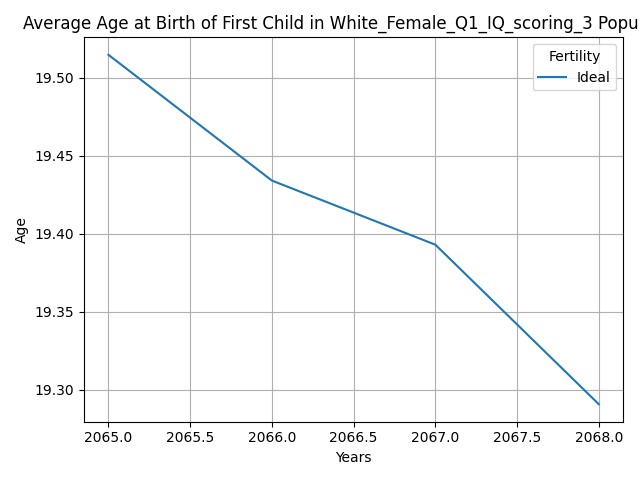 Average Age at Birth of First Child in White_Female_Q1_IQ_scoring_3 Popu
Fertility
Ideal
19.50
19.45
19.40
19.35
19.30
Age
2065.0 2065.5 2066.0 2066.5 2067.0 2067.5 2068.0
Years